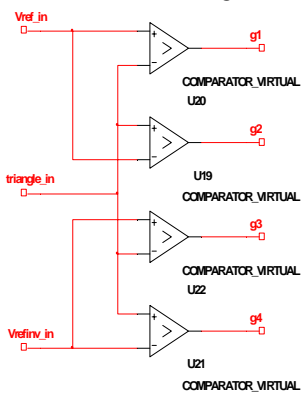 Vref_in
g1
COMPARATOR_VIRTUAL
U20
g2
U19
triangle_in
COMPARATOR_VIRTUAL
g3
COMPARATOR_VIRTUAL
U22
g4
Vrefinv_in
U21
COMPARATOR_VIRTUAL